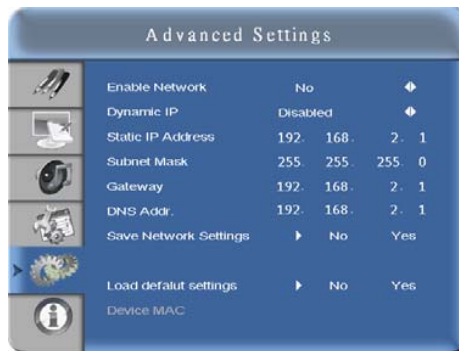 Advanced Settings
Enable Network No
Dynamic IP Disabled
Static IP Address 192. 168. 2. 1
Subnet Mask 255. 255. 255. 0
Gateway 192. 168. 2. 1
DNS Addr. 192. 168. 2. 1
Save Network Settings No Yes
Load defalut settings No Yes
Device MAC